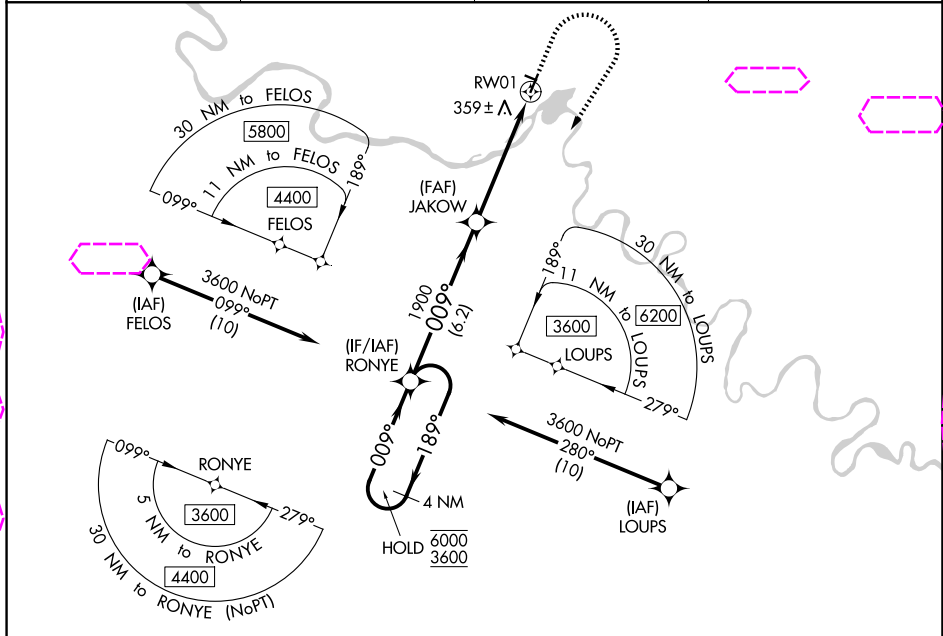 RW01
359±
30 NM to FELOS
5800
11 NM to FELOS
4400
099°
189°
FELOS
(FAF)
JAKOW
(IAF)
FELOS
3600 NoPT
099°
(10)
1900
009°
(6.2)
(IF/IAF)
RONYE
30 NM to LOUPS
6200
11 NM to LOUPS
3600
189°
LOUPS
279°
3600 NoPT
280°
(10)
(IAF)
LOUPS
009°
189°
4 NM
HOLD
6000
3600
099°
RONYE
279°
3600
5 NM to RONYE
4400
30 NM to RONYE (NoPT)